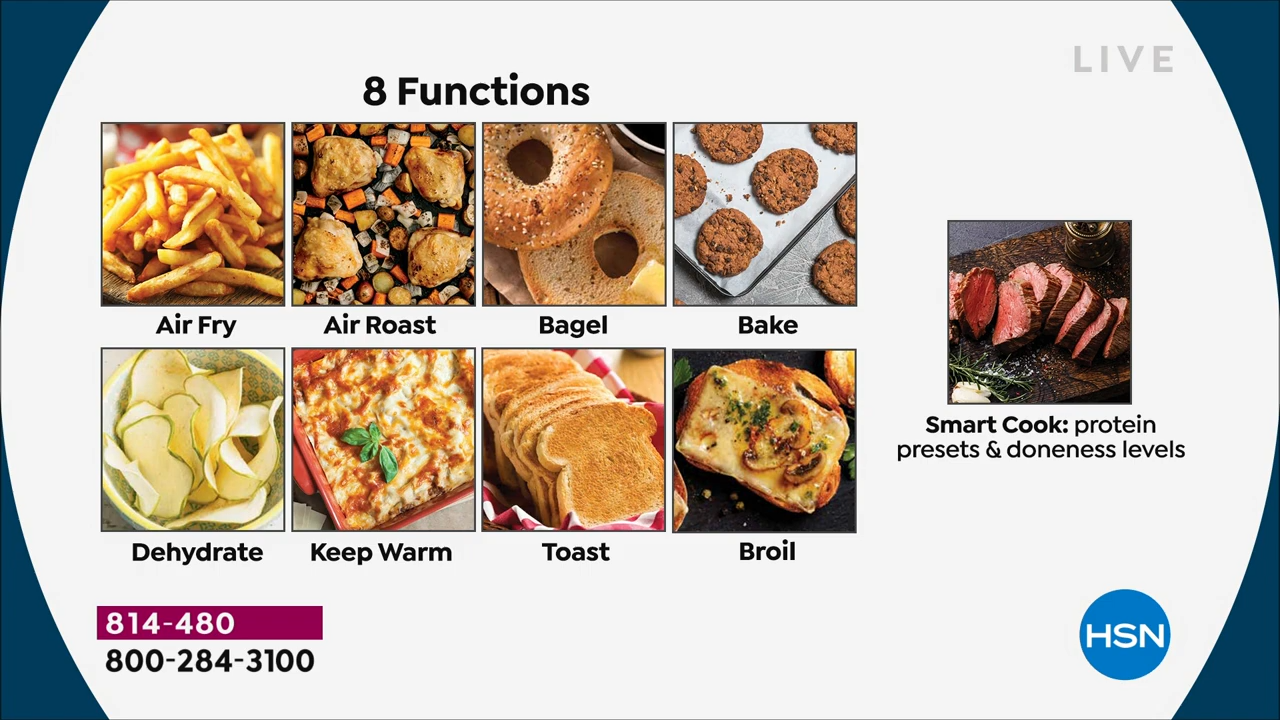 LIVE
8 Functions
Air Fry
Air Roast
Bagel
Bake
Dehydrate
Keep Warm
Toast
Broil
Smart Cook: protein
presets & doneness levels
814-480
800-284-3100
HSN